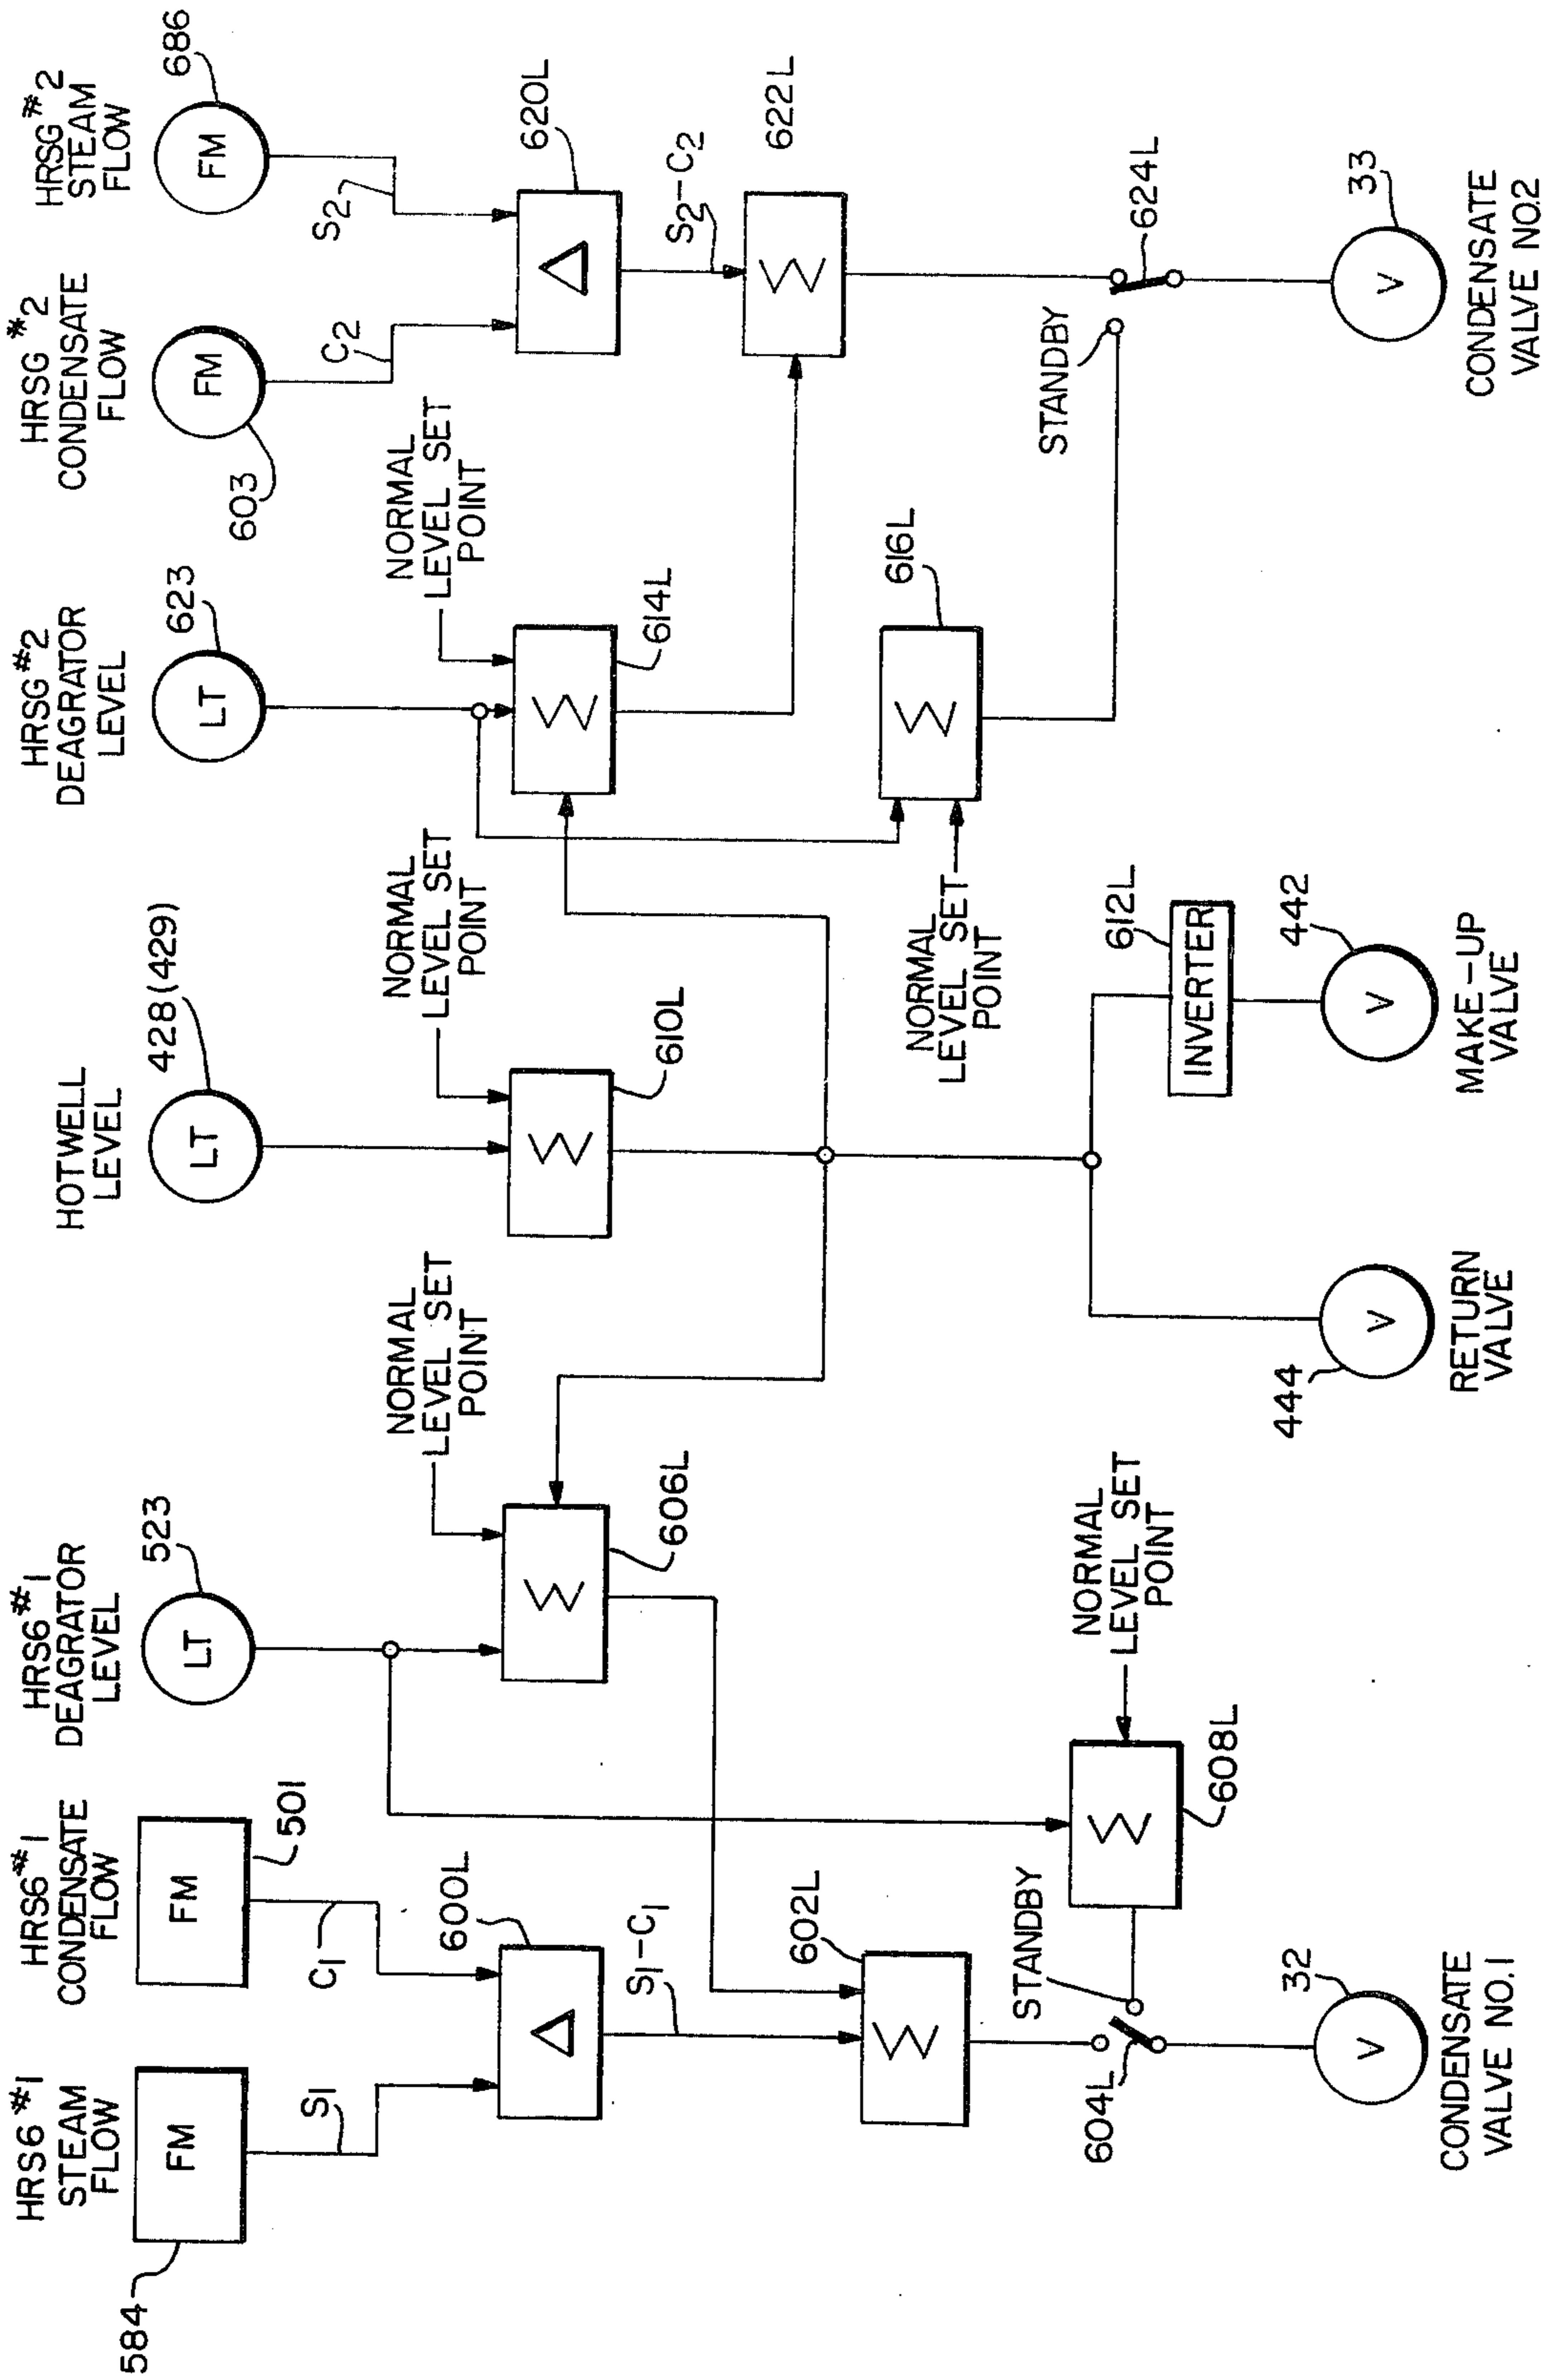 HRS6 #1
STEAM
FLOW
FM
584
S1
HRS6 #1
CONDENSATE
FLOW
FM
501
C1
600L
Δ
S1-C1
602L
Σ
604L
STANDBY
32
V
CONDENSATE
VALVE NO.1
HRS6 #1
DEAGRATOR
LEVEL
LT
523
NORMAL
LEVEL SET
POINT
Σ
606L
NORMAL
LEVEL SET
POINT
Σ
608L
HOTWELL
LEVEL
LT
428(429)
NORMAL
LEVEL SET
POINT
Σ
610L
444
V
RETURN
VALVE
612L
INVERTER
442
V
MAKE-UP
VALVE
HRSG #2
DEAGRATOR
LEVEL
LT
623
NORMAL
LEVEL SET
POINT
Σ
614L
NORMAL
LEVEL SET
POINT
Σ
616L
HRSG #2
CONDENSATE
FLOW
FM
603
C2
HRSG #2
STEAM
FLOW
FM
686
S2
Δ
620L
S2-C2
Σ
622L
STANDBY
624L
33
V
CONDENSATE
VALVE NO.2